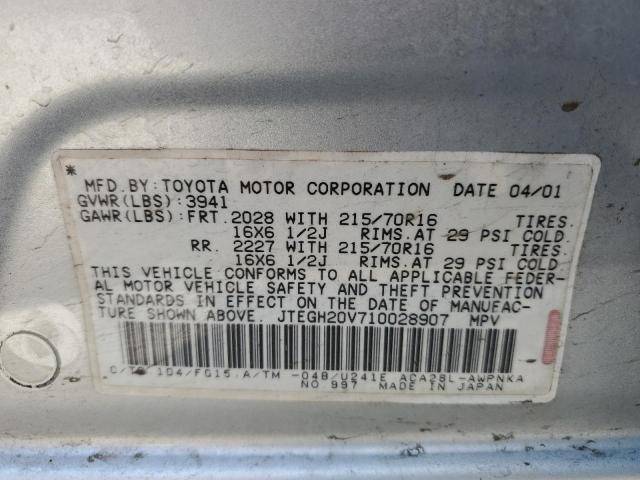 *
MFD.BY:TOYOTA MOTOR CORPORATION DATE 04/01
GVWR(LBS):3941
GAWR(LBS):FRT.2028 WITH 215/70R16 TIRES.
16X6 1/2J RIMS.AT 29 PSI COLD.
RR. 2227 WITH 215/70R16 TIRES
16X6 1/2J RIMS.AT 29 PSI COLD.
THIS VEHICLE CONFORMS TO ALL APPLICABLE FEDER-
AL MOTOR VEHICLE SAFETY AND THEFT PREVENTION
STANDARDS IN EFFECT ON THE DATE OF MANUFAC-
TURE SHOWN ABOVE. JTEGH20V710028907 MPV
1D4/FG15 A/TM -04B/U241E ACA28L-AWPNKA
NO 997 MADE IN JAPAN